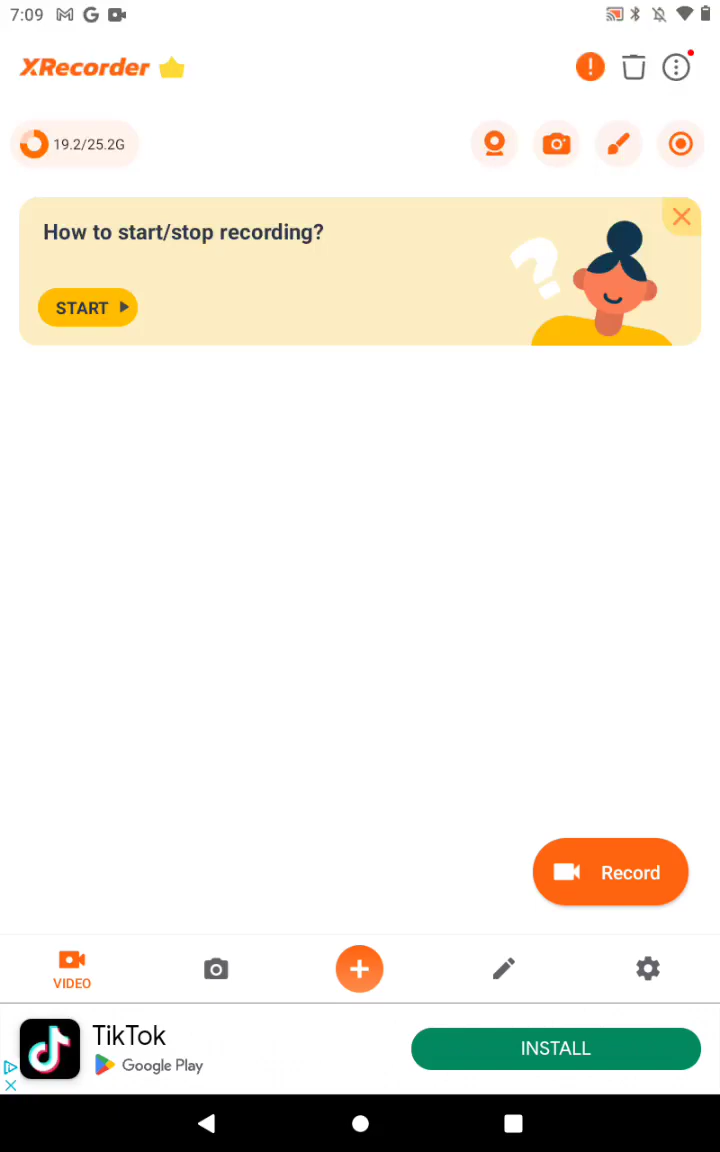 7:09
XRecorder
19.2/25.2G
How to start/stop recording?
START
Record
VIDEO
TikTok
Google Play
INSTALL